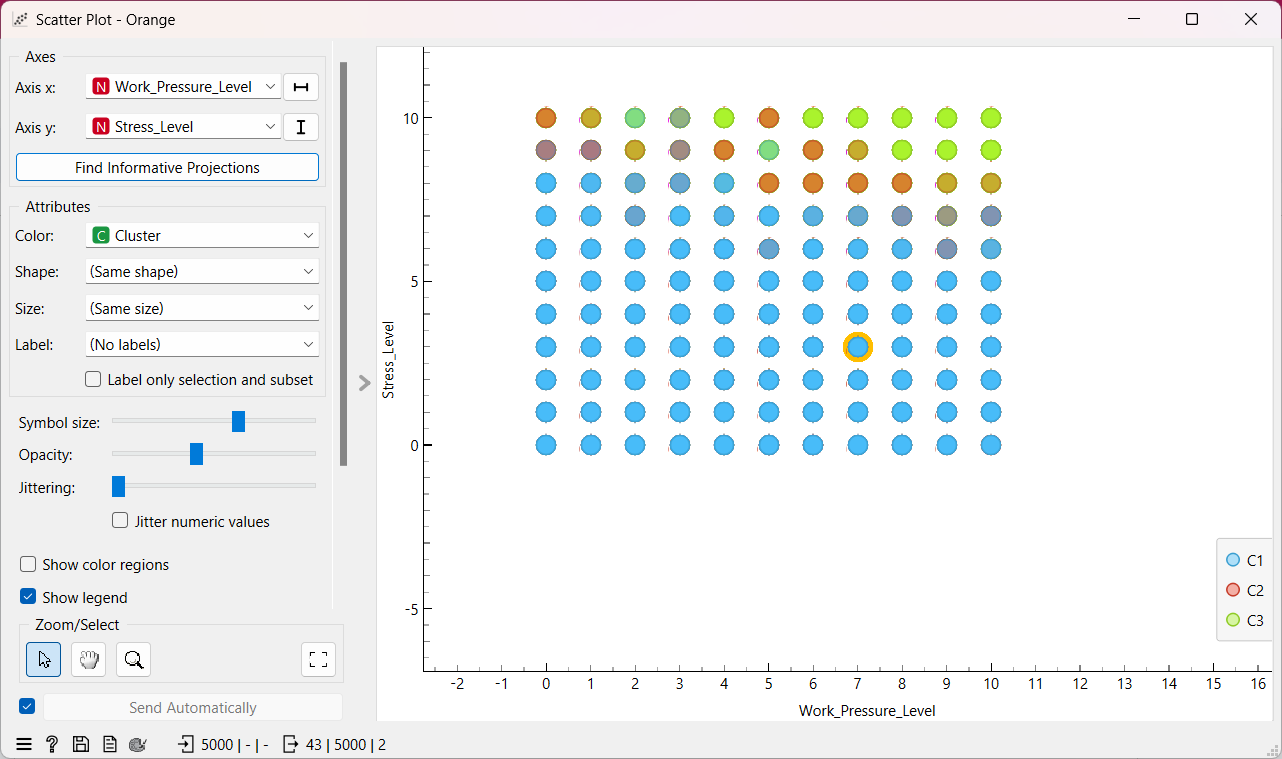 Scatter Plot - Orange
Axes
Axis x: N Work_Pressure_Level
Axis y: N Stress_Level
Find Informative Projections
Attributes
Color: C Cluster
Shape: (Same shape)
Size: (Same size)
Label: (No labels)
Label only selection and subset
Symbol size:
Opacity:
Jittering:
Jitter numeric values
Show color regions
Show legend
Zoom/Select
Send Automatically
5000 | - | - 43 | 5000 | 2
Stress_Level
10
5
0
-5
-2 -1 0 1 2 3 4 5 6 7 8 9 10 11 12 13 14 15 16
Work_Pressure_Level
C1
C2
C3